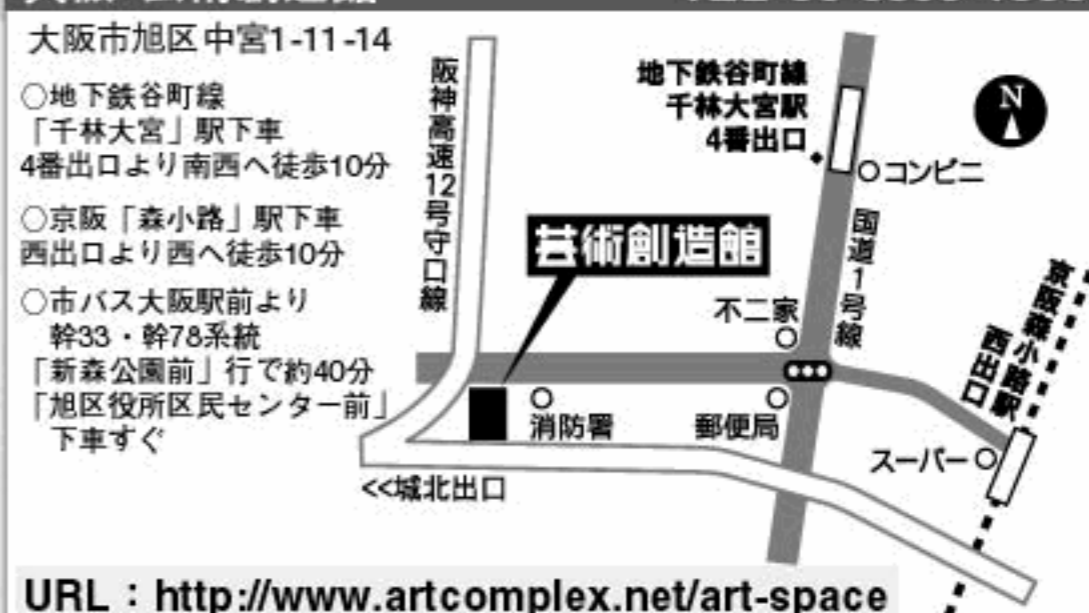 大阪市旭区中宮1-11-14
○地下鉄谷町線
「千林大宮」駅下車
4番出口より南西へ徒歩10分
○京阪「森小路」駅下車
西出口より西へ徒歩10分
○市バス大阪駅前より
幹33・幹78系統
「新森公園前」行で約40分
「旭区役所区民センター前」
下車すぐ
阪神高速12号守口線
地下鉄谷町線
千林大宮駅
4番出口
N
コンビニ
芸術創造館
国道1号線
不二家
京阪森小路駅
西出口
消防署
郵便局
スーパー
<<城北出口
URL：http://www.artcomplex.net/art-space